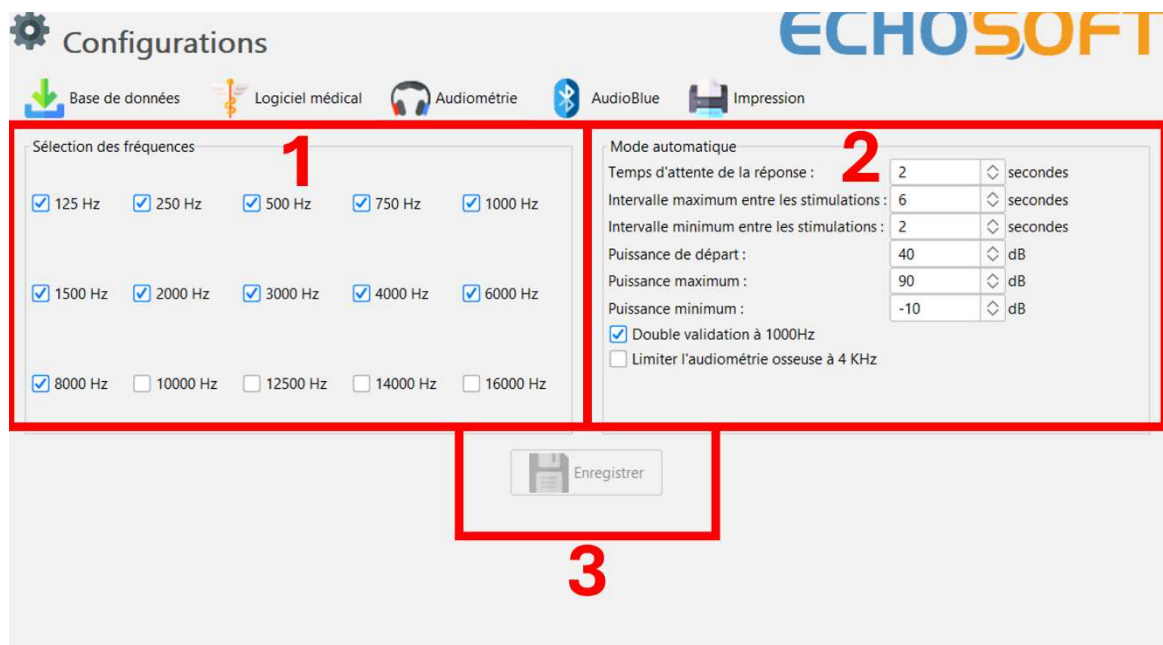 Configurations
ECHOSOFT
Base de données Logiciel médical Audiométrie AudioBlue Impression
1
Sélection des fréquences
125 Hz 250 Hz 500 Hz 750 Hz 1000 Hz
1500 Hz 2000 Hz 3000 Hz 4000 Hz 6000 Hz
8000 Hz 10000 Hz 12500 Hz 14000 Hz 16000 Hz
2
Mode automatique
Temps d'attente de la réponse : 2 secondes
Intervalle maximum entre les stimulations : 6 secondes
Intervalle minimum entre les stimulations : 2 secondes
Puissance de départ : 40 dB
Puissance maximum : 90 dB
Puissance minimum : -10 dB
Double validation à 1000Hz
Limiter l'audiométrie osseuse à 4 KHz
Enregistrer
3